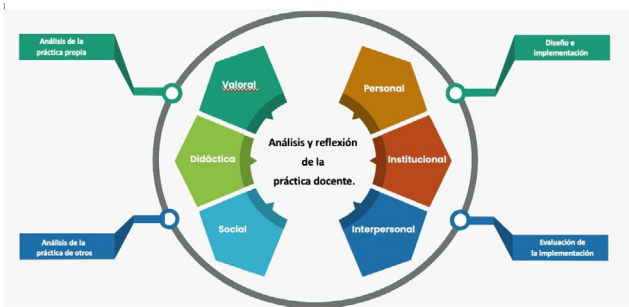 Análisis de la
práctica propia
Diseño e
implementación
Valoral
Personal
Análisis y reflexión
de la
práctica docente.
Didáctica
Institucional
Social
Interpersonal
Análisis de la
práctica de otros
Evaluación de
la implementación